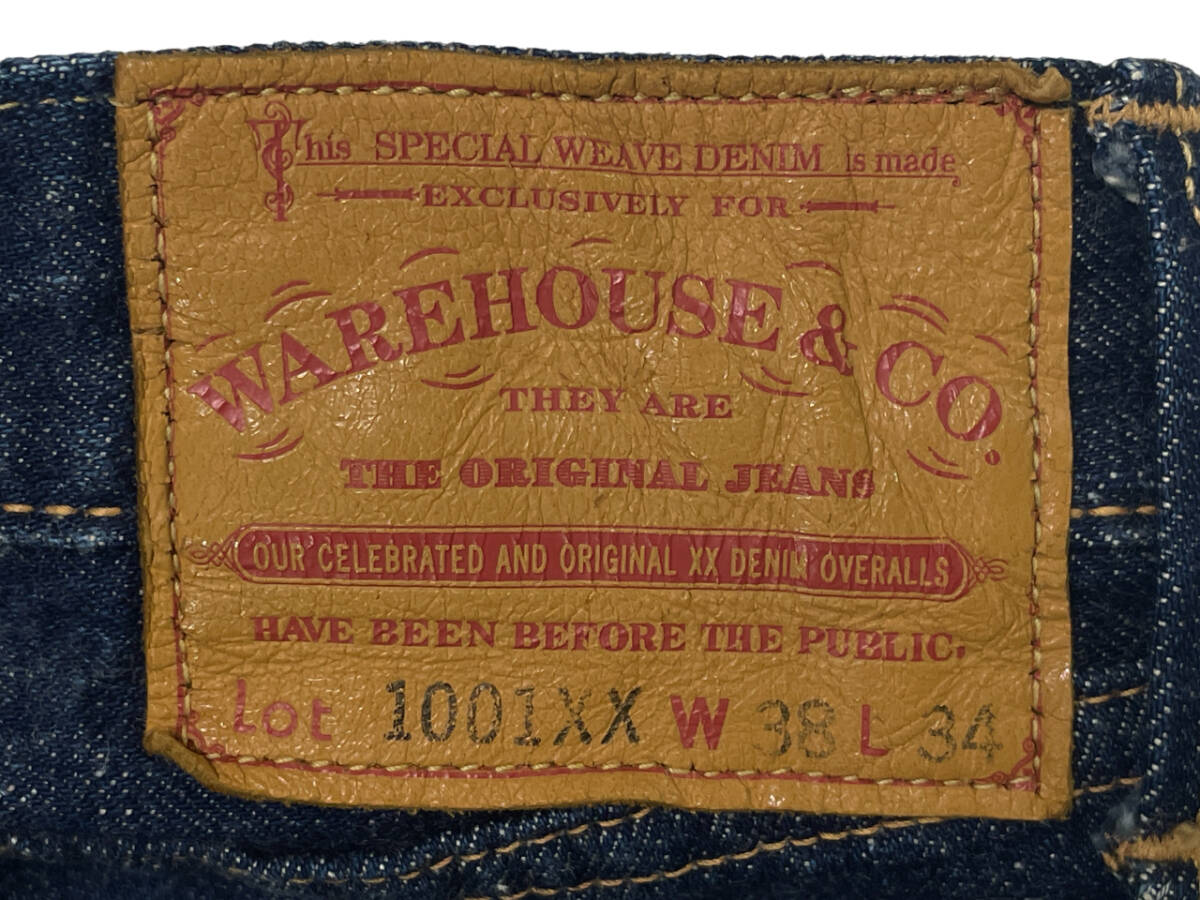 This SPECIAL WEAVE DENIM is made
EXCLUSIVELY FOR
WAREHOUSE & CO.
THEY ARE
THE ORIGINAL JEANS
OUR CELEBRATED AND ORIGINAL XX DENIM OVERALLS
HAVE BEEN BEFORE THE PUBLIC.
Lot 1001XX W 38 L 34